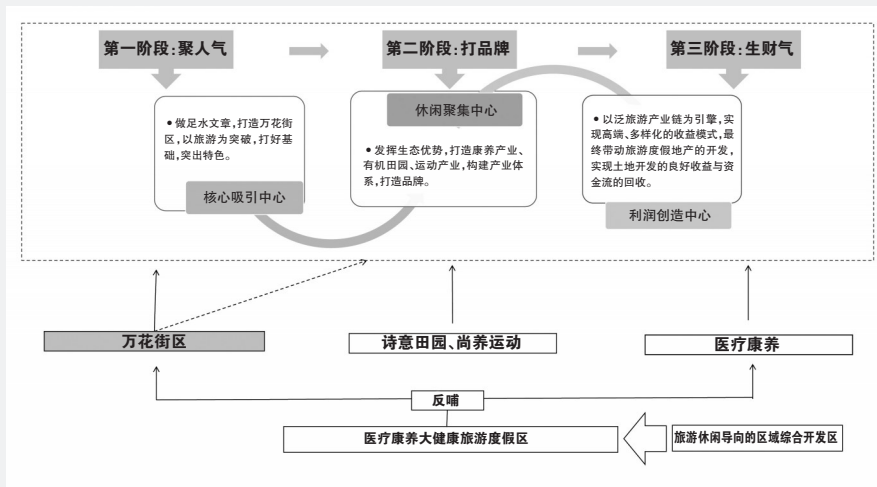 第一阶段:聚人气
第二阶段:打品牌
第三阶段:生财气
•做足水文章,打造万花街
区,以旅游为突破,打好基
础,突出特色。
核心吸引中心
休闲聚集中心
•发挥生态优势,打造康养产业、
有机田园、运动产业,构建产业体
系,打造品牌。
•以泛旅游产业链为引擎,实
现高端、多样化的收益模式,最
终带动旅游度假地产的开发,
实现土地开发的良好收益与资
金流的回收。
利润创造中心
万花街区
诗意田园、尚养运动
医疗康养
反哺
医疗康养大健康旅游度假区
旅游休闲导向的区域综合开发区